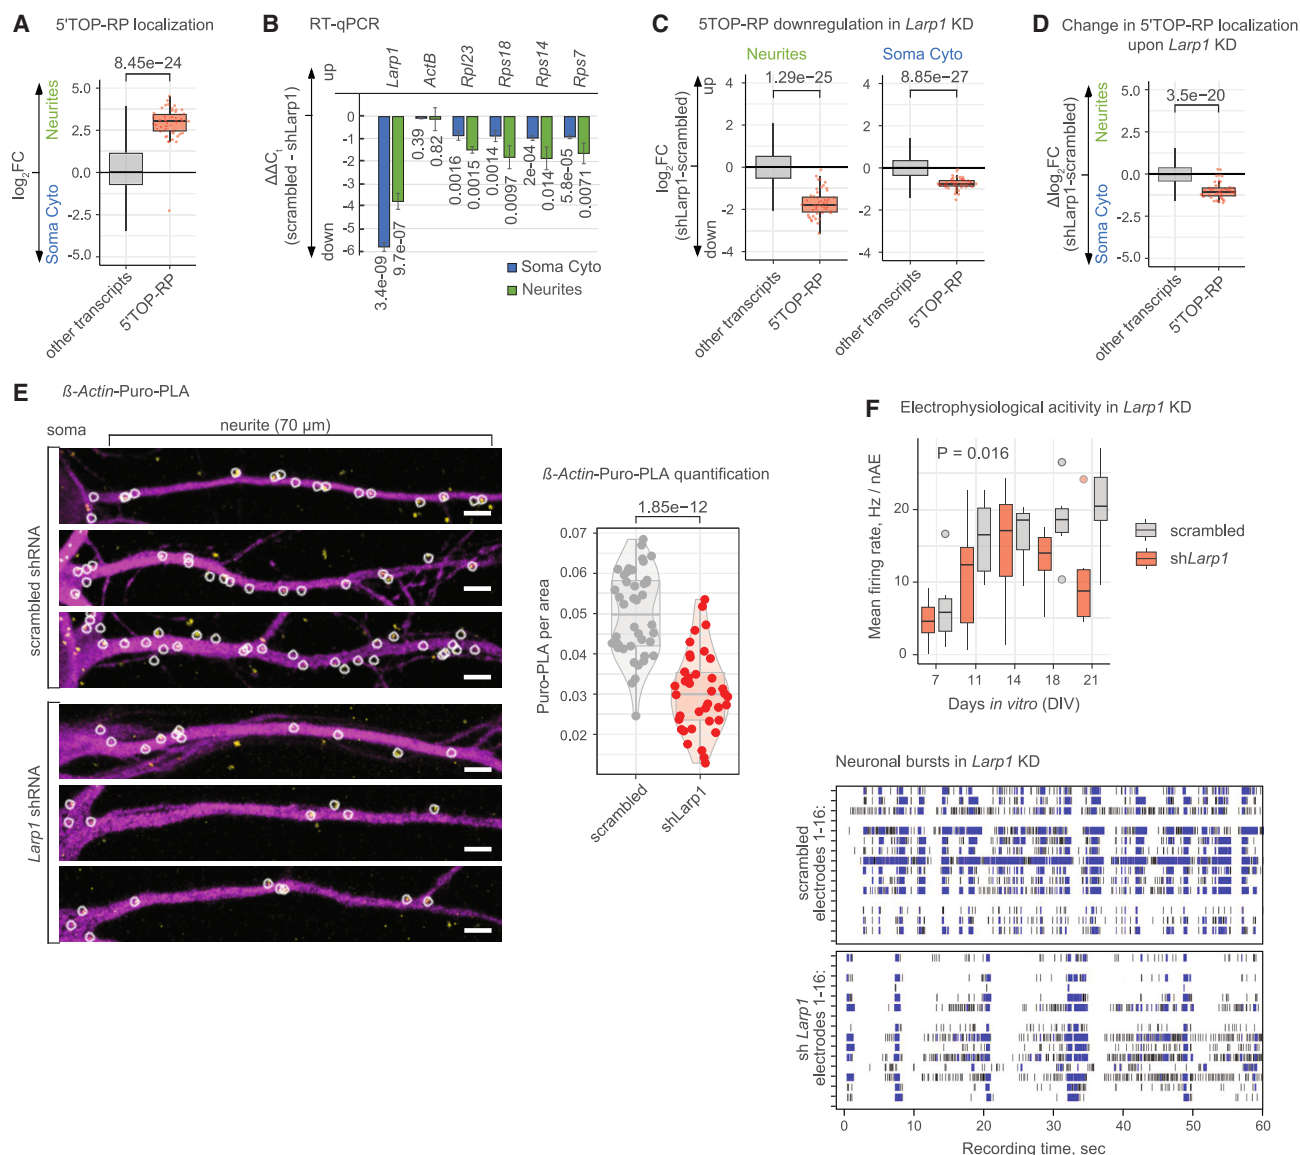 A 5'TOP-RP localization
8.45e−24
5.0
2.5
0.0
-2.5
-5.0
log2FC
Soma Cyto
Neurites
other transcripts
5'TOP-RP
B RT-qPCR
up
down
ΔΔCt
(scrambled - shLarp1)
Larp1
ActB
Rpl23
Rps18
Rps14
Rps7
0
-1
-2
-3
-4
-5
-6
3.4e-09
9.7e-07
0.39
0.82
0.0016
0.0015
0.0014
0.0097
2e-04
0.014
5.8e-05
0.0071
Soma Cyto
Neurites
C 5TOP-RP downregulation in Larp1 KD
Neurites
Soma Cyto
1.29e−25
8.85e−27
up
down
log2FC
(shLarp1-scrambled)
4
2
0
-2
-4
4
2
0
-2
-4
other transcripts
5'TOP-RP
other transcripts
5'TOP-RP
D Change in 5'TOP-RP localization
upon Larp1 KD
3.5e−20
Neurites
Soma Cyto
Δlog2FC
(shLarp1-scrambled)
5.0
2.5
0.0
-2.5
-5.0
other transcripts
5'TOP-RP
E ß-Actin-Puro-PLA
soma
neurite (70 µm)
scrambled shRNA
Larp1 shRNA
ß-Actin-Puro-PLA quantification
1.85e−12
Puro-PLA per area
0.07
0.06
0.05
0.04
0.03
0.02
scrambled
shLarp1
F Electrophysiological acitivity in Larp1 KD
P = 0.016
Mean firing rate, Hz / nAE
20
10
0
7
11
14
18
21
Days in vitro (DIV)
scrambled
shLarp1
Neuronal bursts in Larp1 KD
scrambled
electrodes 1-16:
sh Larp1
electrodes 1-16:
0
10
20
30
40
50
60
Recording time, sec